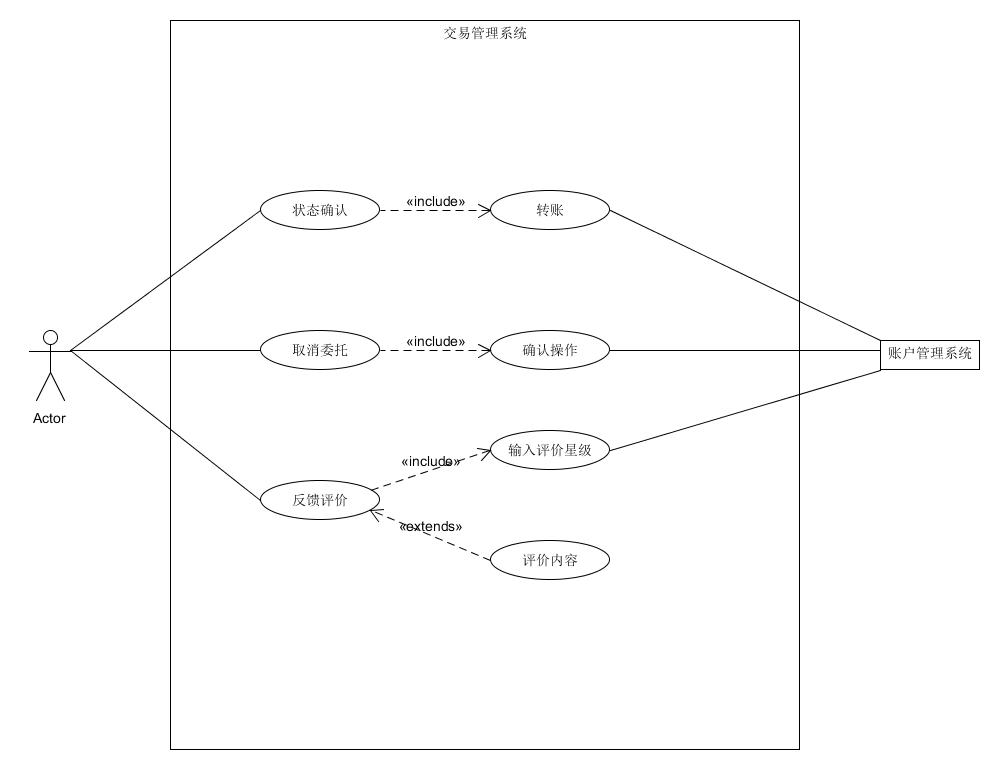 交易管理系统
状态确认
«include»
转账
Actor
取消委托
«include»
确认操作
账户管理系统
反馈评价
«include»
输入评价星级
«extends»
评价内容